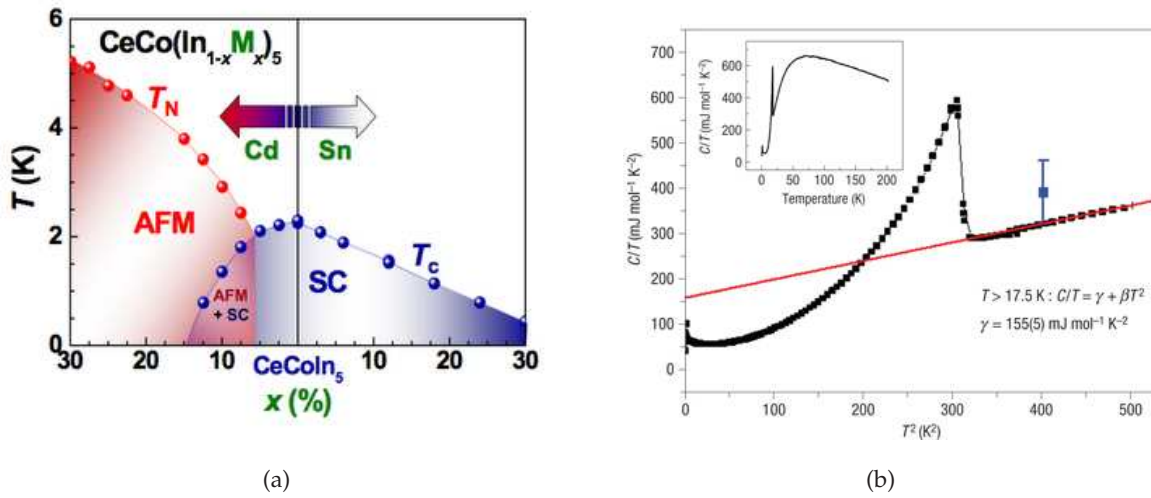 6
4
2
0
T (K)
CeCo(In₁₋ₓMₓ)₅
T_N
Cd
Sn
AFM
SC
T_c
AFM
+ SC
30
20
10
CeCoIn₅
10
20
30
x (%)
(a)
700
600
500
400
300
200
100
0
C/T (mJ mol⁻¹ K⁻²)
600
400
200
0
C/T (mJ mol⁻¹ K⁻²)
0
50
100
150
200
Temperature (K)
T > 17.5 K : C/T = γ + βT²
γ = 155(5) mJ mol⁻¹ K⁻²
0
100
200
300
400
500
T² (K²)
(b)